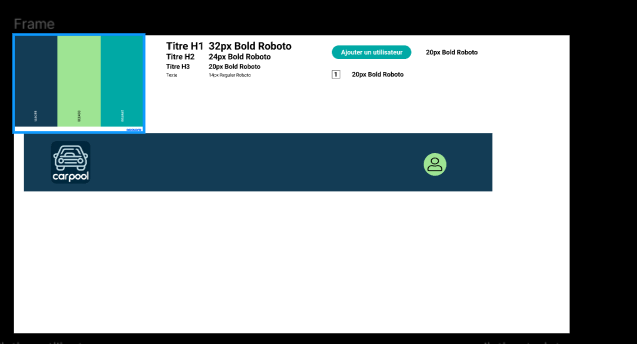 Frame
Titre H1 32px Bold Roboto
Titre H2 24px Bold Roboto
Titre H3 20px Bold Roboto
Texte 14px Regular Roboto
Ajouter un utilisateur 20px Bold Roboto
1 20px Bold Roboto
carpool